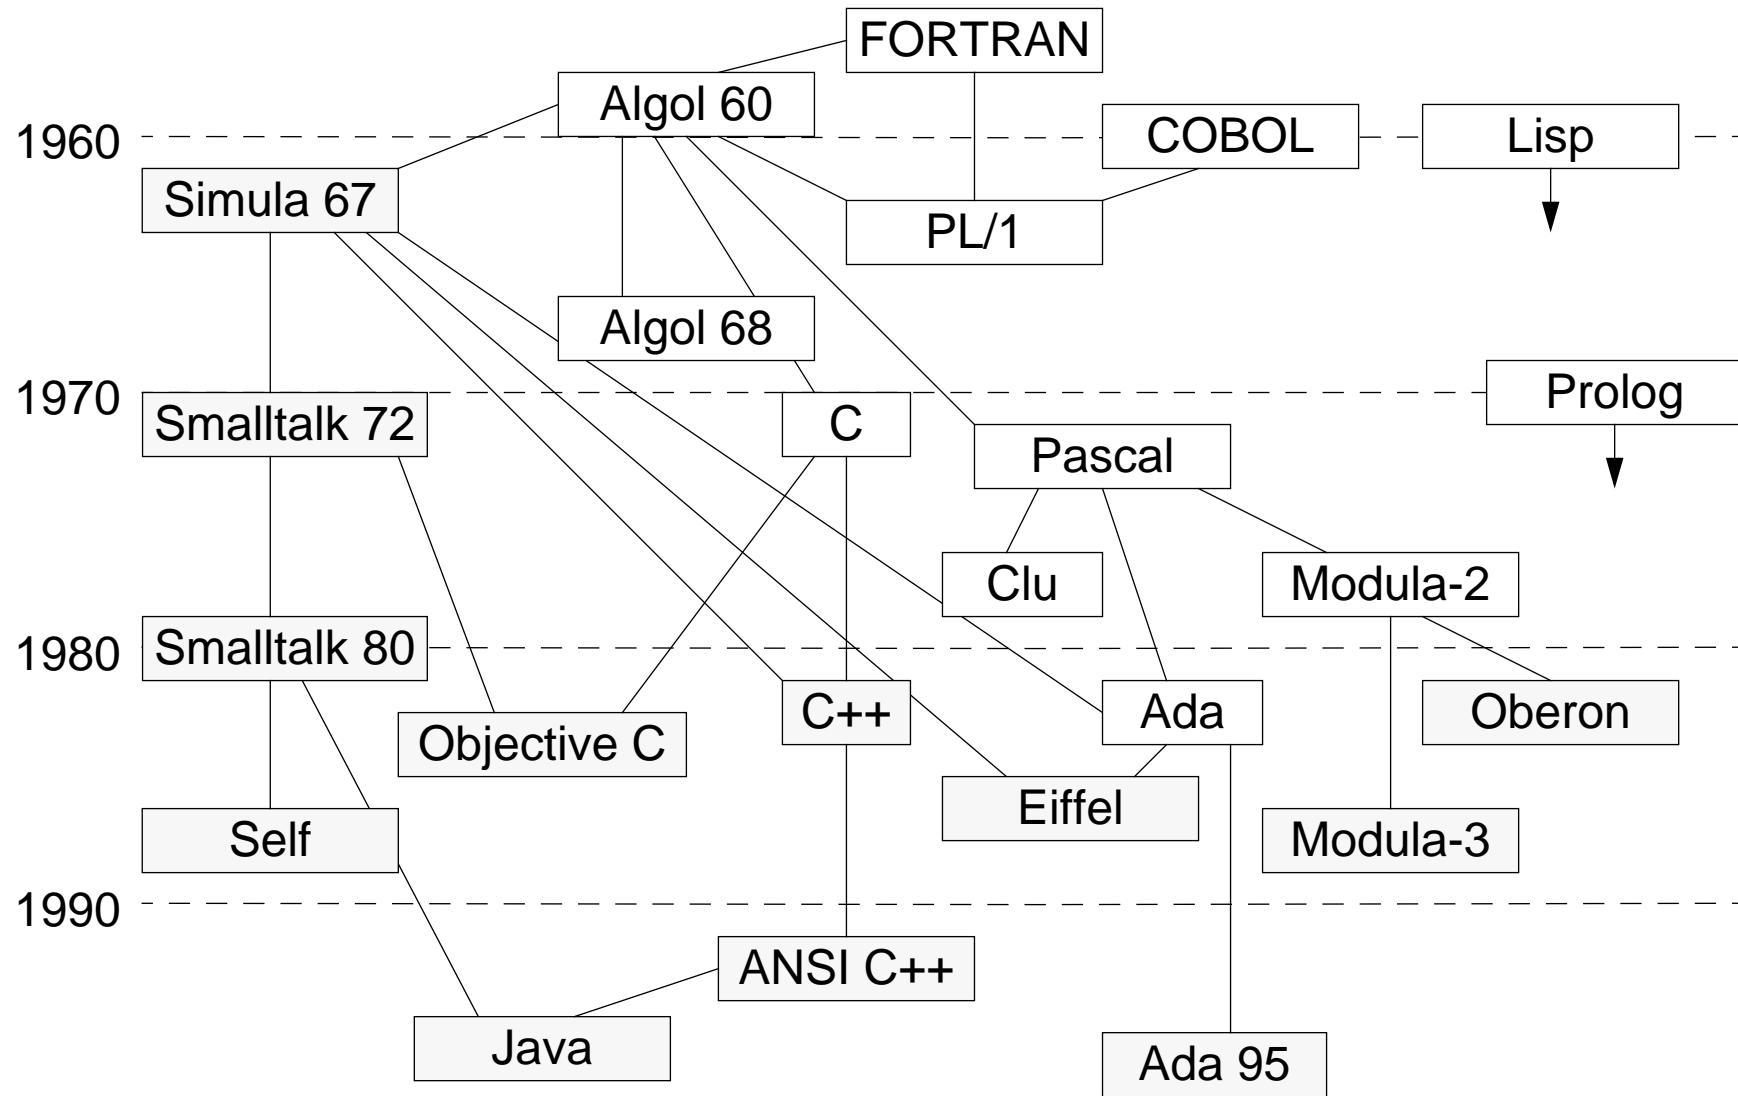 FORTRAN
Algol 60
1960
COBOL
Lisp
Simula 67
PL/1
Algol 68
1970
Prolog
Smalltalk 72
C
Pascal
Clu
Modula-2
1980
Smalltalk 80
C++
Ada
Oberon
Objective C
Eiffel
Self
Modula-3
1990
ANSI C++
Java
Ada 95